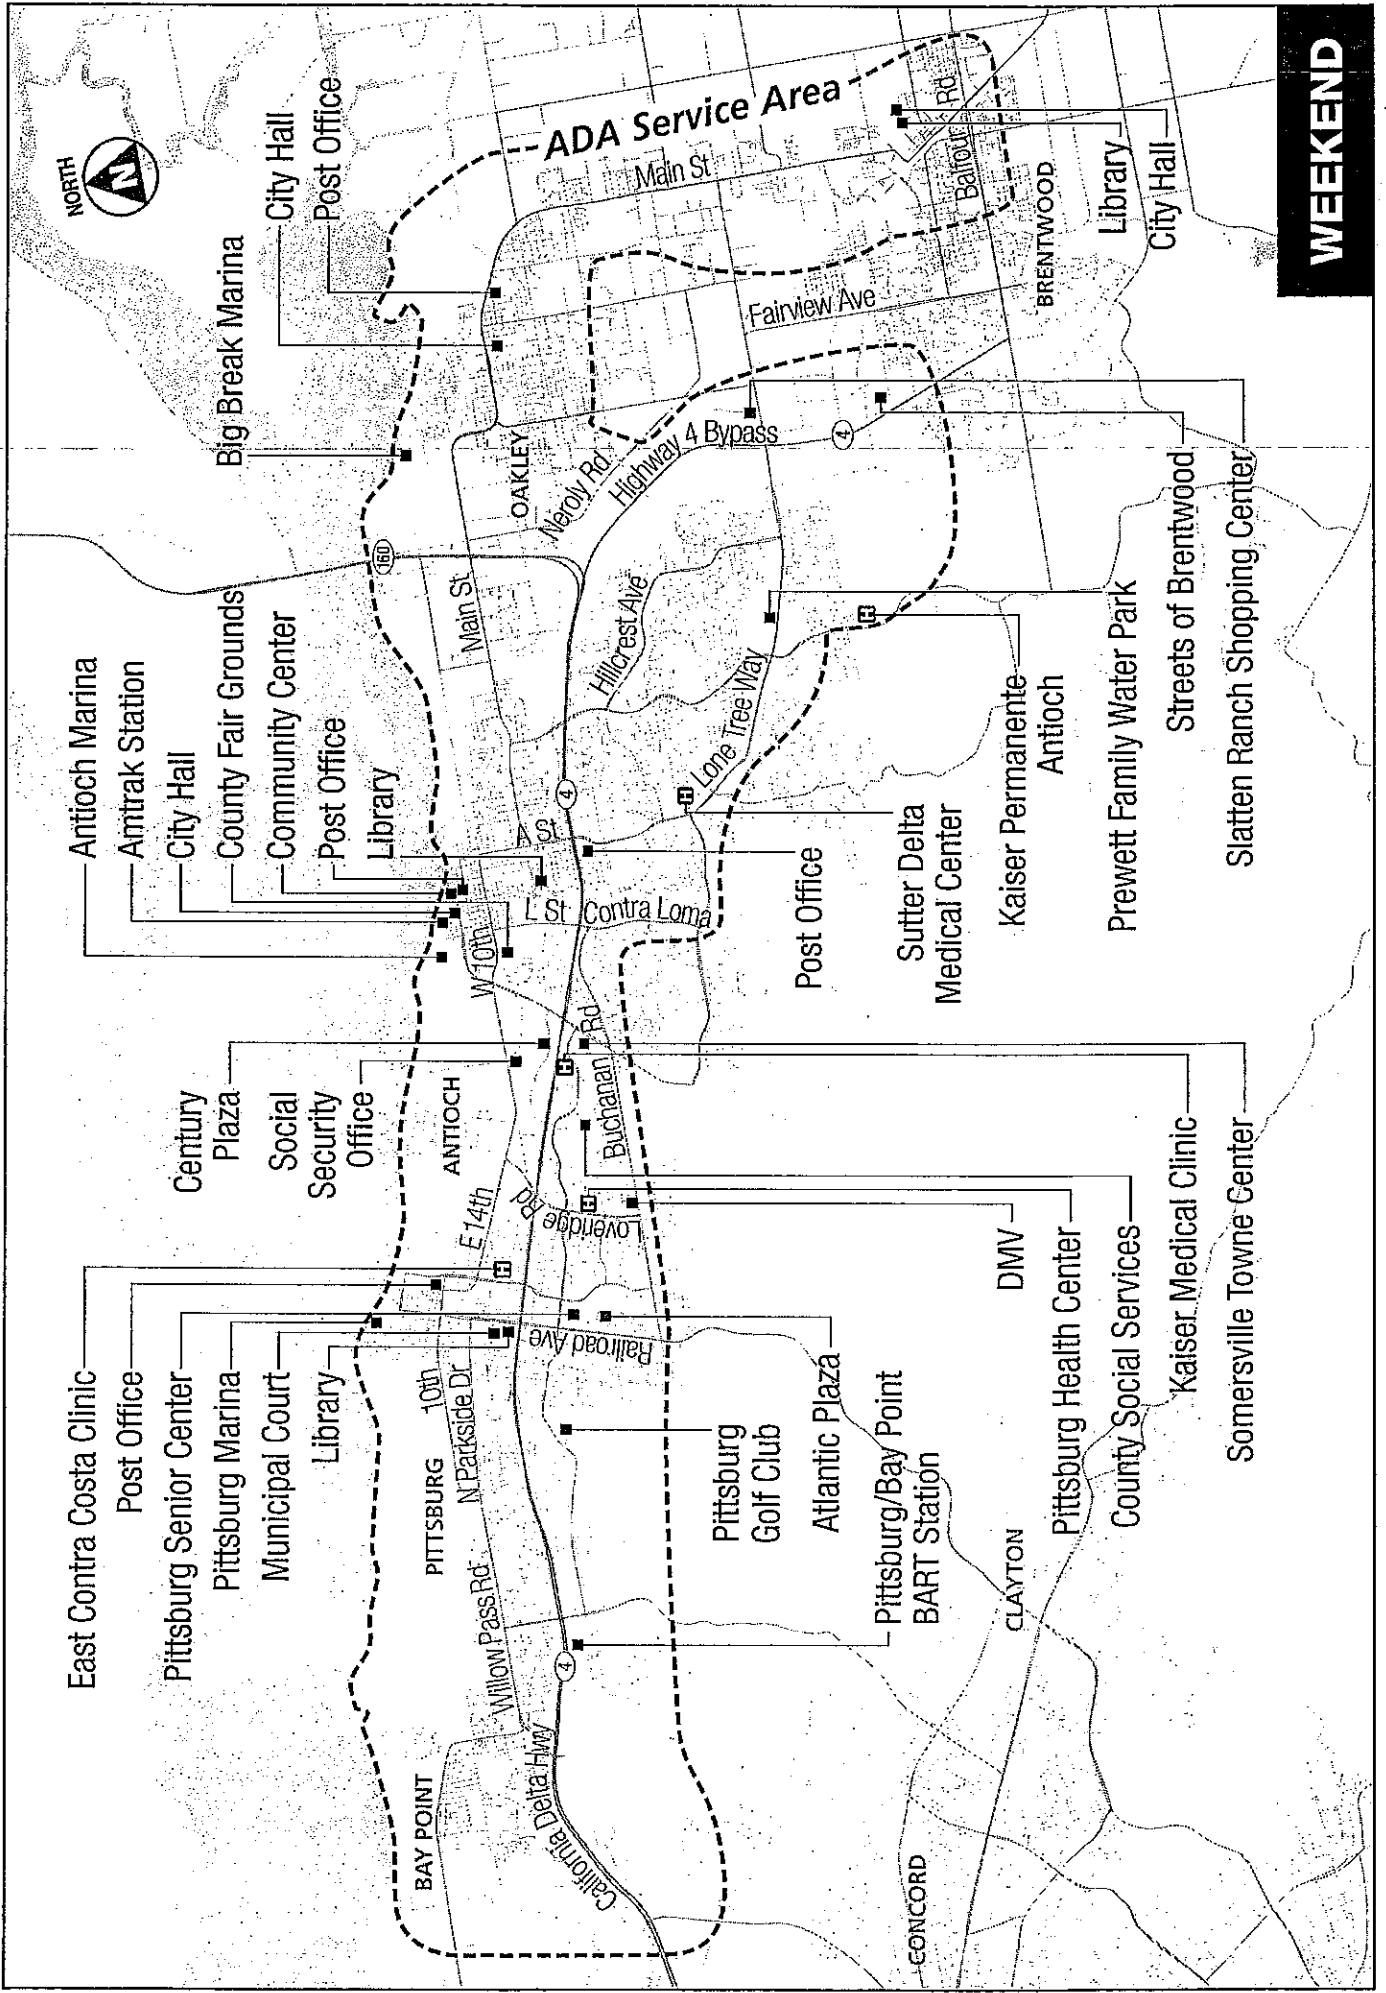 East Contra Costa Clinic
Post Office
Pittsburg Senior Center
Pittsburg Marina
Municipal Court
Library
Century
Plaza
Social
Security
Office
Antioch Marina
Amtrak Station
City Hall
County Fair Grounds
Community Center
Post Office
Library
Big Break Marina
City Hall
Post Office
NORTH
N
ADA Service Area
BAY POINT
PITTSBURG
ANTIOCH
OAKLEY
BRENTWOOD
CONCORD
CLAYTON
Willow Pass Rd
California Delta Hwy
10th
N Parkside Dr
E 14th
Railroad Ave
Loveridge Rd
Buchanan Rd
W 10th
L St
Contra Loma
A St
Main St
Hillcrest Ave
Lone Tree Way
Neroly Rd
Highway 4 Bypass
Main St
Fairview Ave
Balfour Rd
4
4
160
4
H
H
H
H
H
Pittsburg
Golf Club
Atlantic Plaza
Pittsburg/Bay Point
BART Station
DMV
Pittsburg Health Center
County Social Services
Kaiser Medical Clinic
Somersville Towne Center
Post Office
Sutter Delta
Medical Center
Kaiser Permanente
Antioch
Prewett Family Water Park
Streets of Brentwood
Slatten Ranch Shopping Center
Library
City Hall
WEEKEND